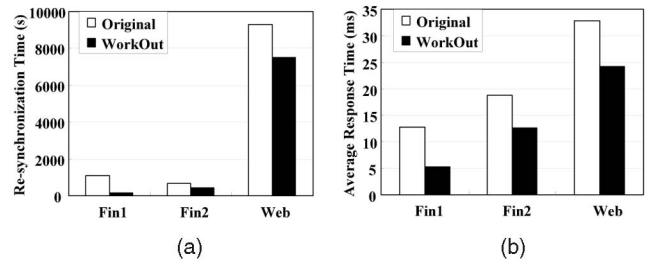 Re-synchronization Time (s)
10000
8000
6000
4000
2000
0
Original
WorkOut
Fin1 Fin2 Web
(a)
Average Response Time (ms)
35
30
25
20
15
10
5
0
Original
WorkOut
Fin1 Fin2 Web
(b)